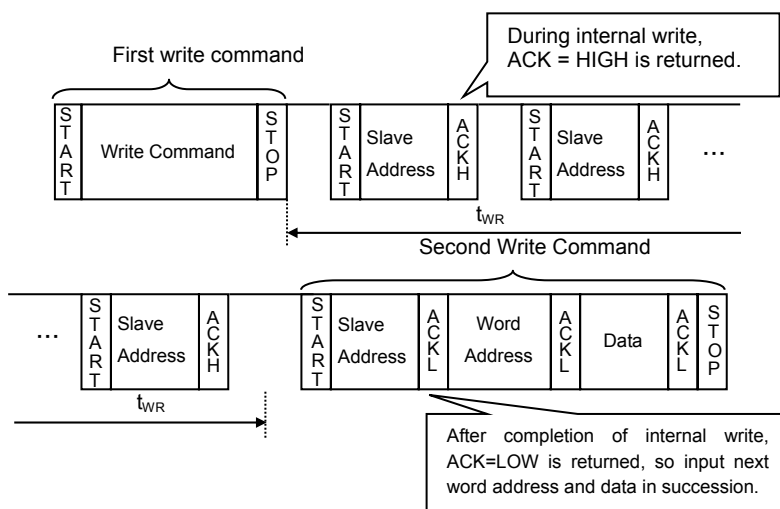 During internal write,
ACK = HIGH is returned.
First write command
START
Write Command
STOP
START
Slave
Address
ACKH
START
Slave
Address
ACKH
...
tWR
Second Write Command
...
START
Slave
Address
ACKH
START
Slave
Address
ACKL
Word
Address
ACKL
Data
ACKL
STOP
tWR
After completion of internal write,
ACK=LOW is returned, so input next
word address and data in succession.